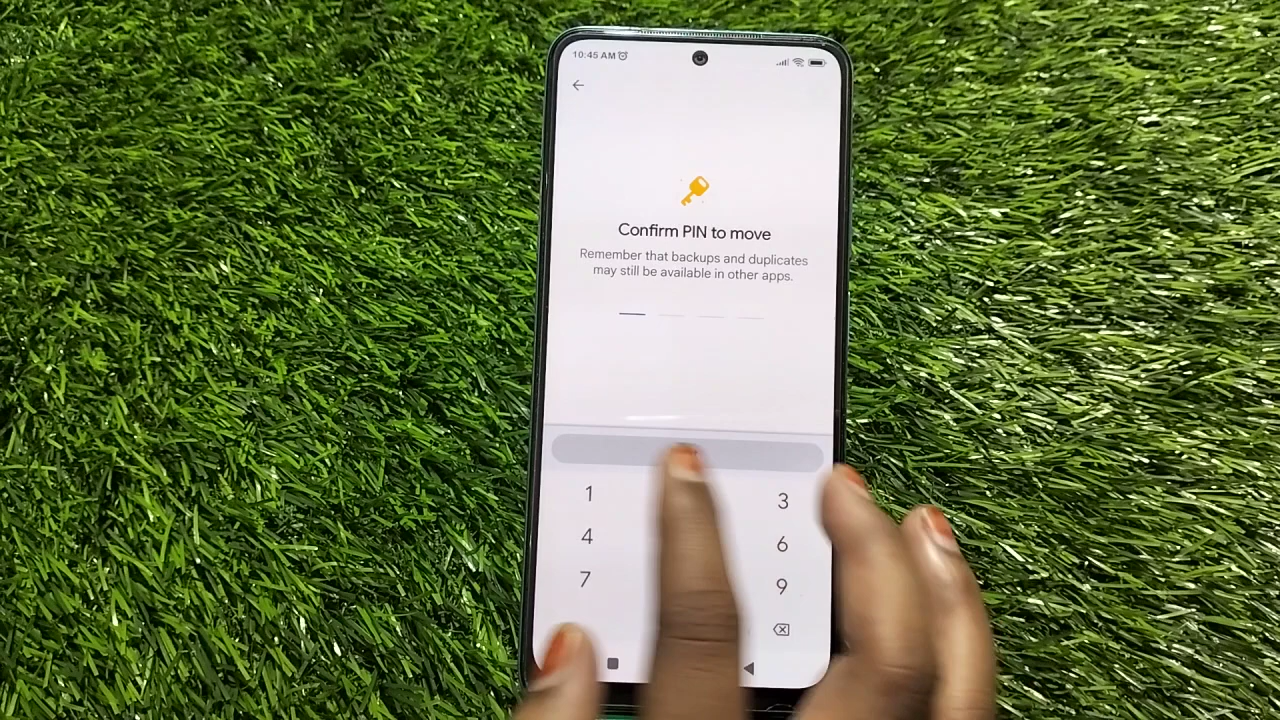 10:45 AM
Confirm PIN to move
Remember that backups and duplicates
may still be available in other apps.
1 3
4 6
7 9